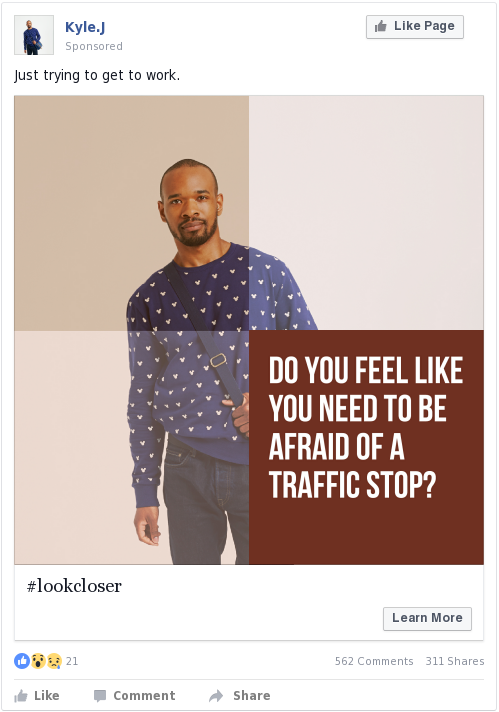 Kyle.J
Like Page
Sponsored
Just trying to get to work.
DO YOU FEEL LIKE
YOU NEED TO BE
AFRAID OF A
TRAFFIC STOP?
#lookcloser
Learn More
21
562 Comments 311 Shares
Like Comment Share